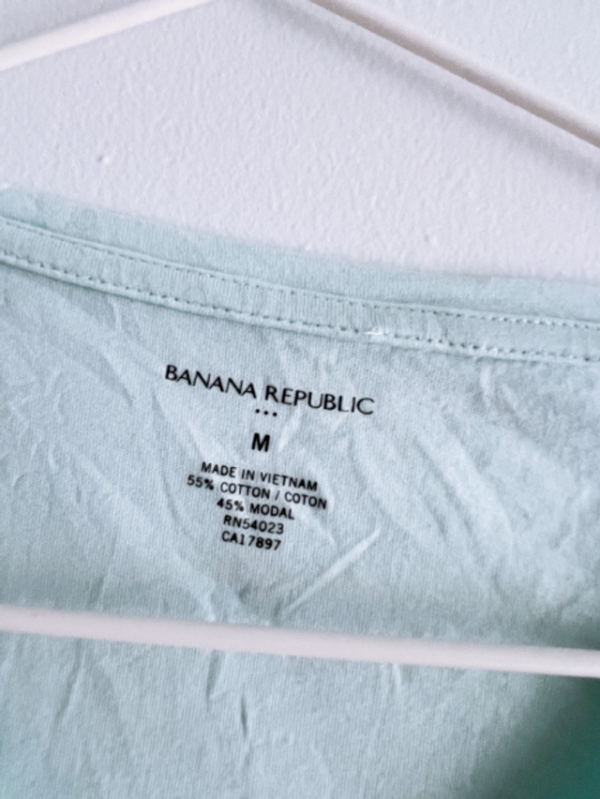 BANANA REPUBLIC
•••
M
MADE IN VIETNAM
55% COTTON / COTON
45% MODAL
RN54023
CA17897